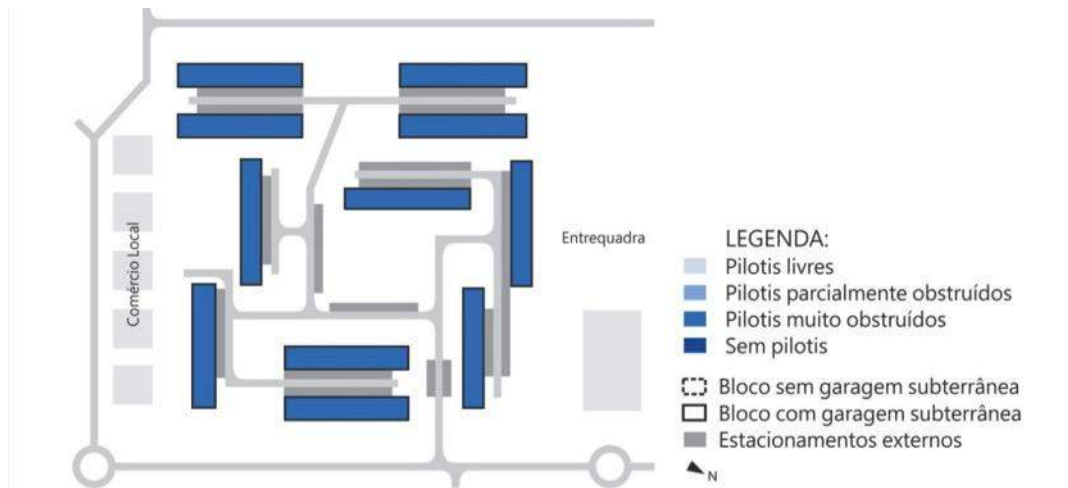 Comércio Local
Entrequadra
LEGENDA:
Pilotis livres
Pilotis parcialmente obstruídos
Pilotis muito obstruídos
Sem pilotis
Bloco sem garagem subterrânea
Bloco com garagem subterrânea
Estacionamentos externos
N